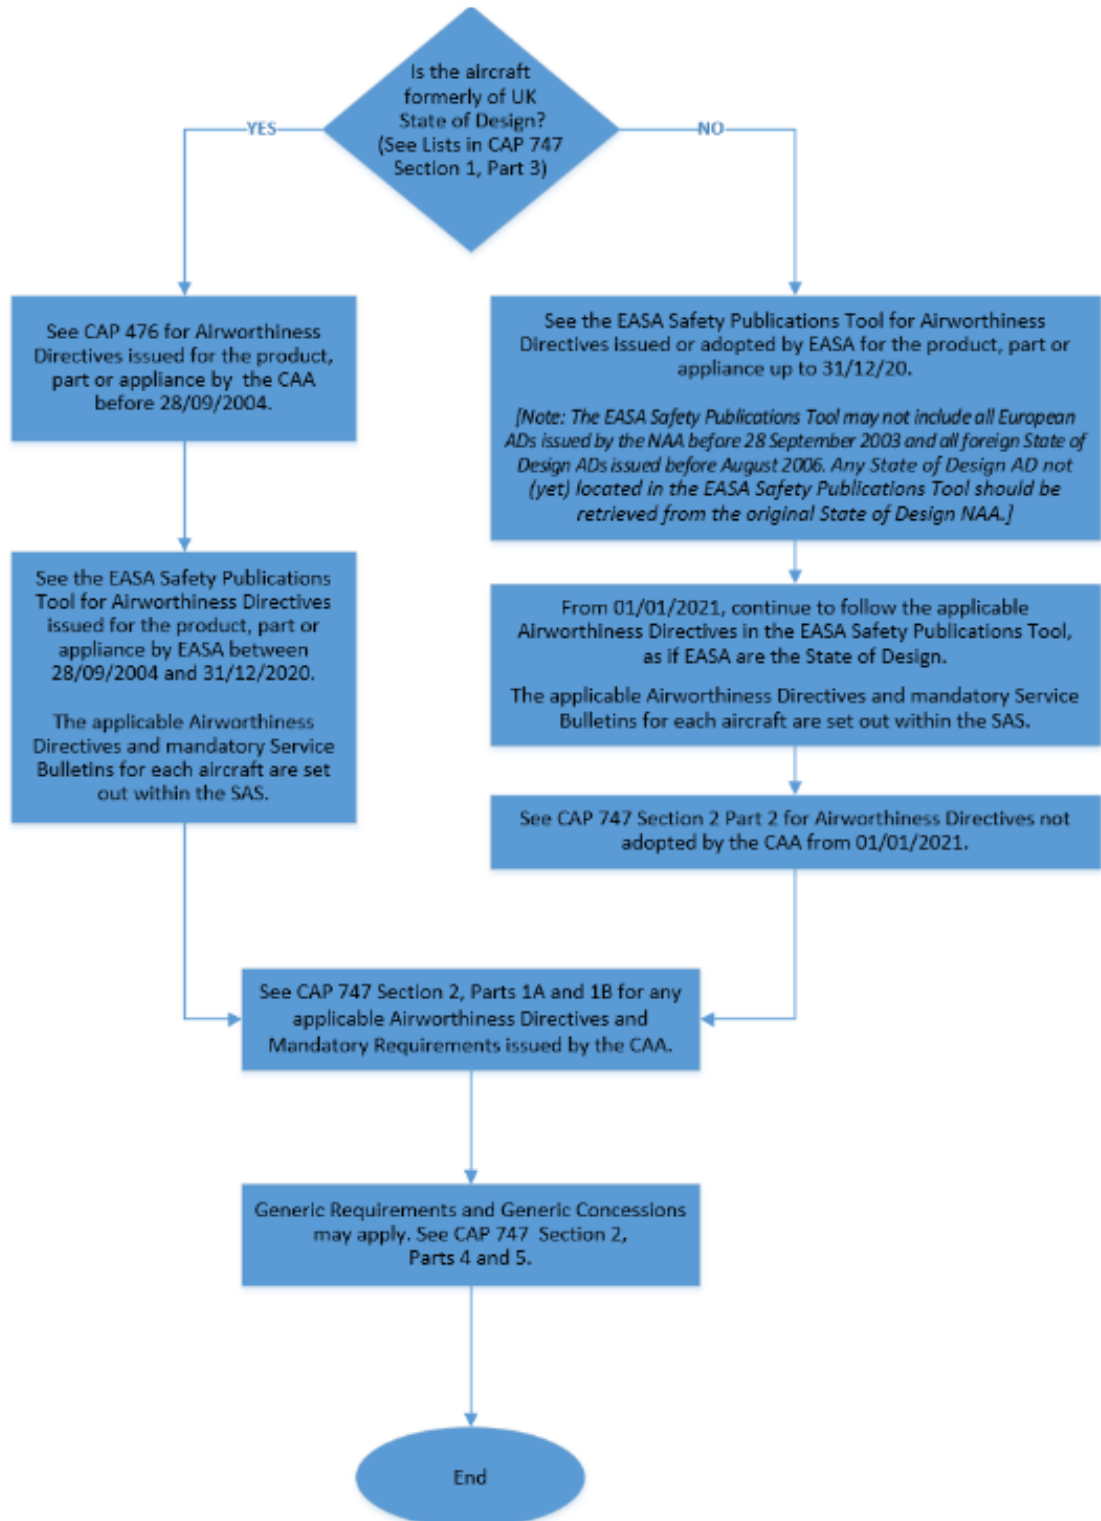 Is the aircraft
formerly of UK
State of Design?
(See Lists in CAP 747
Section 1, Part 3)
YES
NO
See CAP 476 for Airworthiness
Directives issued for the product,
part or appliance by the CAA
before 28/09/2004.
See the EASA Safety Publications
Tool for Airworthiness Directives
issued for the product, part or
appliance by EASA between
28/09/2004 and 31/12/2020.
The applicable Airworthiness
Directives and mandatory Service
Bulletins for each aircraft are set
out within the SAS.
See the EASA Safety Publications Tool for Airworthiness
Directives issued or adopted by EASA for the product, part or
appliance up to 31/12/20.
[Note: The EASA Safety Publications Tool may not include all European
ADs issued by the NAA before 28 September 2003 and all foreign State of
Design ADs issued before August 2006. Any State of Design AD not
(yet) located in the EASA Safety Publications Tool should be
retrieved from the original State of Design NAA.]
From 01/01/2021, continue to follow the applicable
Airworthiness Directives in the EASA Safety Publications Tool,
as if EASA are the State of Design.
The applicable Airworthiness Directives and mandatory Service
Bulletins for each aircraft are set out within the SAS.
See CAP 747 Section 2 Part 2 for Airworthiness Directives not
adopted by the CAA from 01/01/2021.
See CAP 747 Section 2, Parts 1A and 1B for any
applicable Airworthiness Directives and
Mandatory Requirements issued by the CAA.
Generic Requirements and Generic Concessions
may apply. See CAP 747 Section 2,
Parts 4 and 5.
End